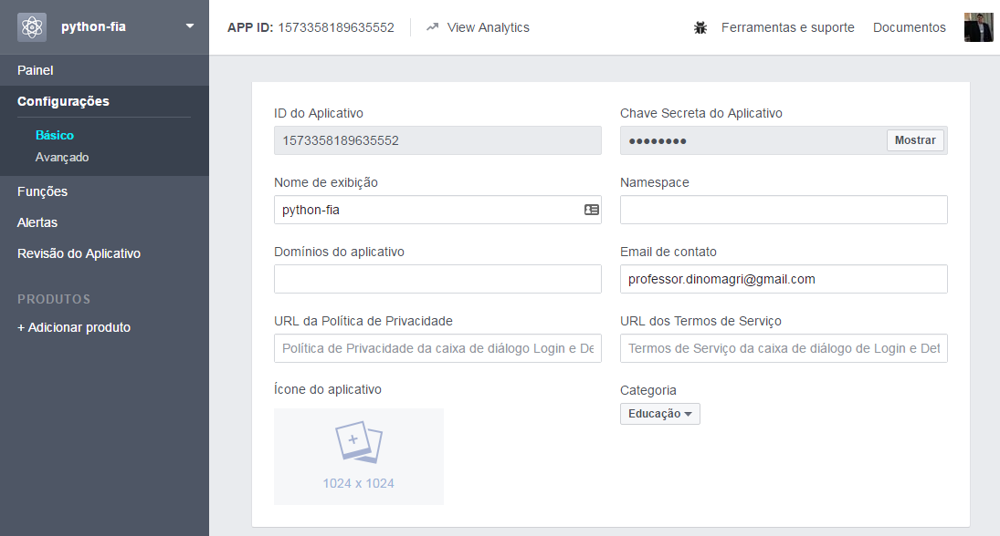 python-fia
APP ID: 1573358189635552
View Analytics
Ferramentas e suporte
Documentos
Painel
Configurações
Básico
Avançado
Funções
Alertas
Revisão do Aplicativo
PRODUTOS
+ Adicionar produto
ID do Aplicativo
1573358189635552
Chave Secreta do Aplicativo
●●●●●●●●
Mostrar
Nome de exibição
python-fia
Namespace
Domínios do aplicativo
Email de contato
professor.dinomagri@gmail.com
URL da Política de Privacidade
Política de Privacidade da caixa de diálogo Login e De
URL dos Termos de Serviço
Termos de Serviço da caixa de diálogo de Login e Det
Ícone do aplicativo
1024 x 1024
Categoria
Educação